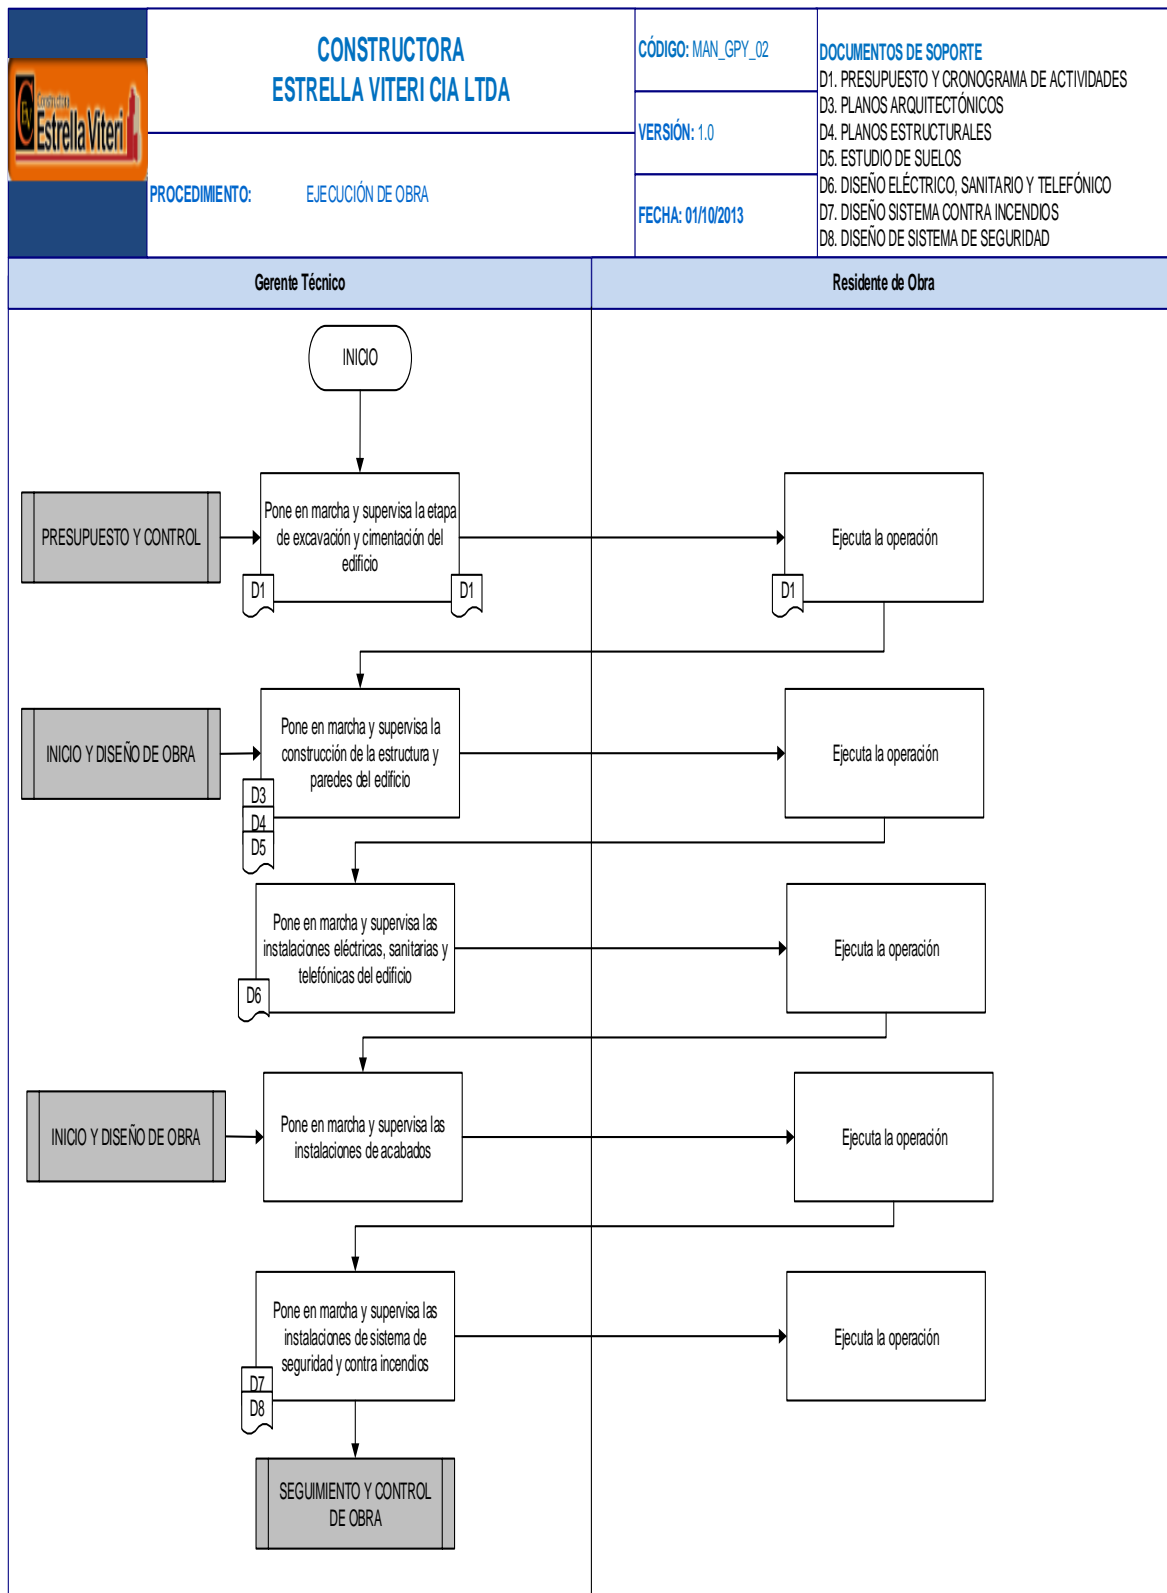 Constructora
EV
Estrella Viteri
CONSTRUCTORA
ESTRELLA VITERI CIA LTDA
PROCEDIMIENTO: EJECUCIÓN DE OBRA
CÓDIGO: MAN_GPY_02
VERSIÓN: 1.0
FECHA: 01/10/2013
DOCUMENTOS DE SOPORTE
D1. PRESUPUESTO Y CRONOGRAMA DE ACTIVIDADES
D3. PLANOS ARQUITECTÓNICOS
D4. PLANOS ESTRUCTURALES
D5. ESTUDIO DE SUELOS
D6. DISEÑO ELÉCTRICO, SANITARIO Y TELEFÓNICO
D7. DISEÑO SISTEMA CONTRA INCENDIOS
D8. DISEÑO DE SISTEMA DE SEGURIDAD
Gerente Técnico
Residente de Obra
INICIO
PRESUPUESTO Y CONTROL
Pone en marcha y supervisa la etapa
de excavación y cimentación del
edificio
D1
D1
Ejecuta la operación
D1
INICIO Y DISEÑO DE OBRA
Pone en marcha y supervisa la
construcción de la estructura y
paredes del edificio
D3
D4
D5
Ejecuta la operación
Pone en marcha y supervisa las
instalaciones eléctricas, sanitarias y
telefónicas del edificio
D6
Ejecuta la operación
INICIO Y DISEÑO DE OBRA
Pone en marcha y supervisa las
instalaciones de acabados
Ejecuta la operación
Pone en marcha y supervisa las
instalaciones de sistema de
seguridad y contra incendios
D7
D8
Ejecuta la operación
SEGUIMIENTO Y CONTROL
DE OBRA